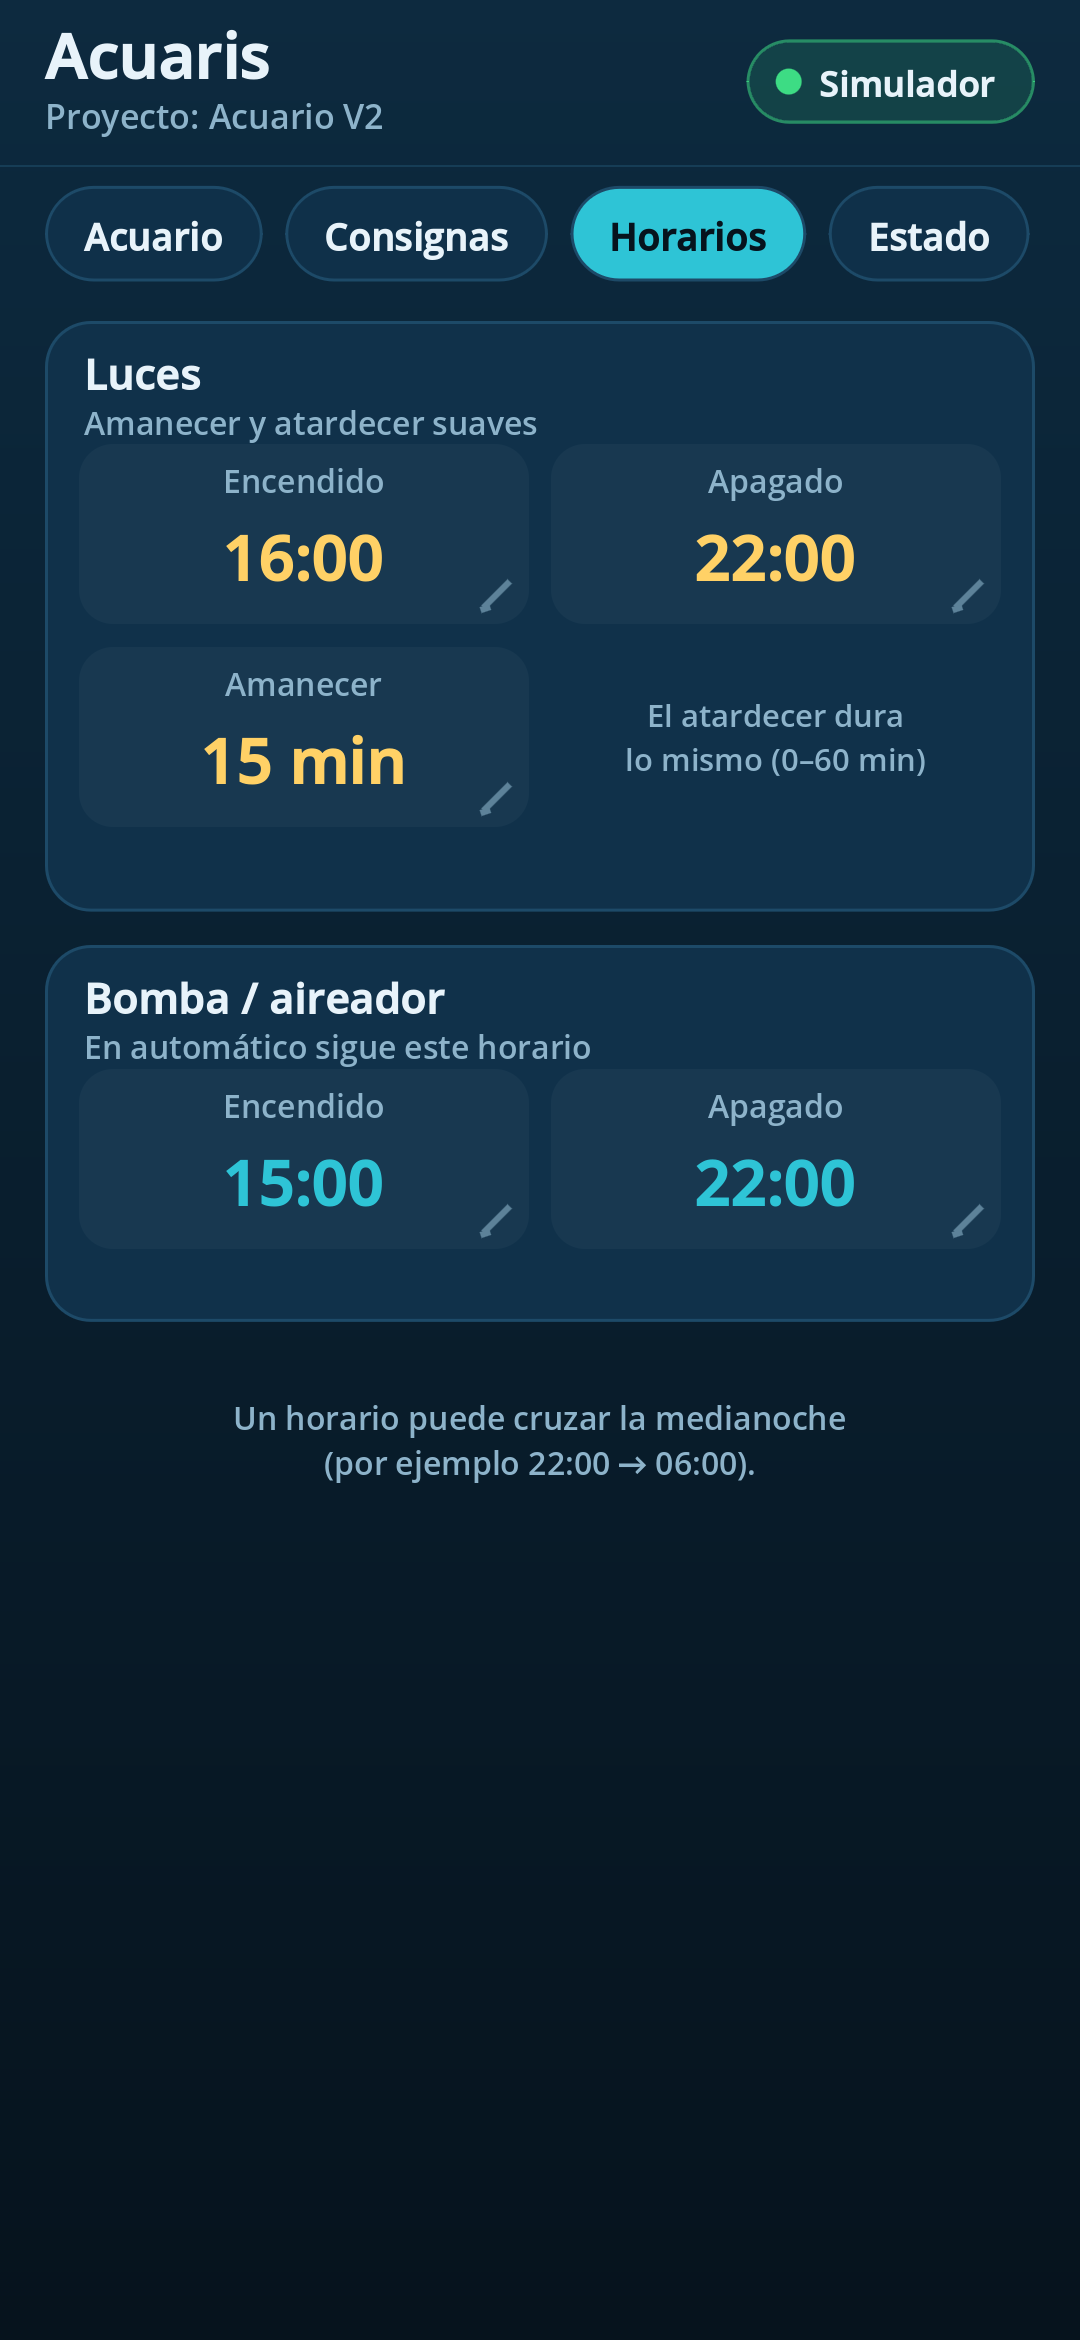 Acuaris
Proyecto: Acuario V2
Simulador
Acuario
Consignas
Horarios
Estado
Luces
Amanecer y atardecer suaves
Encendido
16:00
Apagado
22:00
Amanecer
15 min
El atardecer dura
lo mismo (0–60 min)
Bomba / aireador
En automático sigue este horario
Encendido
15:00
Apagado
22:00
Un horario puede cruzar la medianoche
(por ejemplo 22:00 → 06:00).